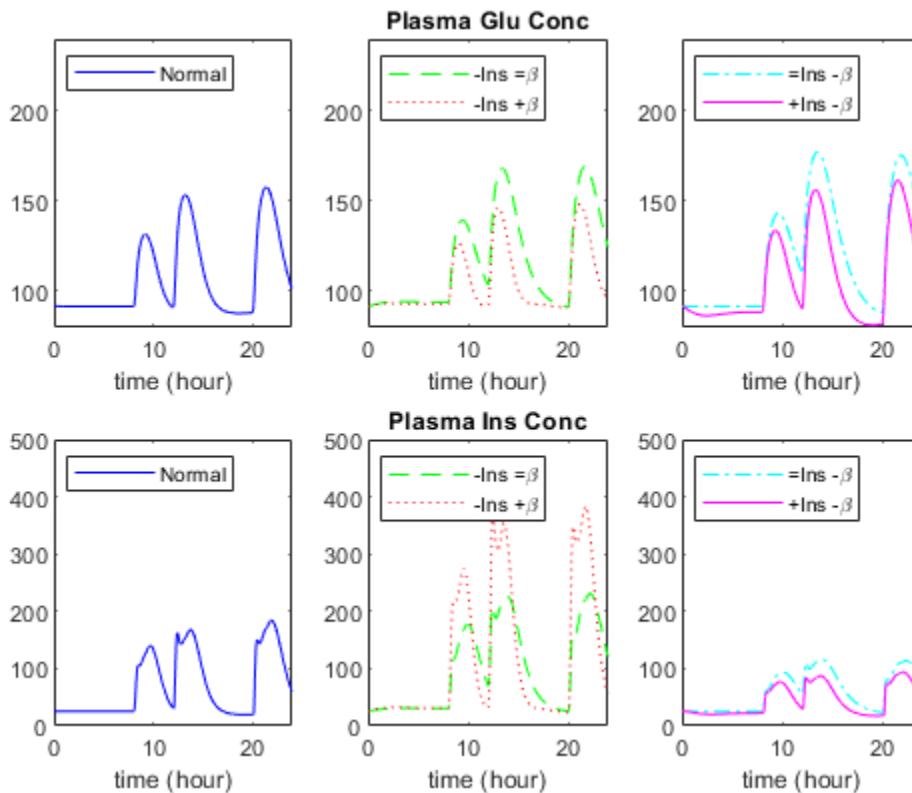 Plasma Glu Conc
Normal
-Ins =β
-Ins +β
=Ins -β
+Ins -β
200
150
100
200
150
100
200
150
100
0
10
20
0
10
20
0
10
20
time (hour)
time (hour)
time (hour)
Plasma Ins Conc
Normal
-Ins =β
-Ins +β
=Ins -β
+Ins -β
500
400
300
200
100
0
500
400
300
200
100
0
500
400
300
200
100
0
0
10
20
0
10
20
0
10
20
time (hour)
time (hour)
time (hour)